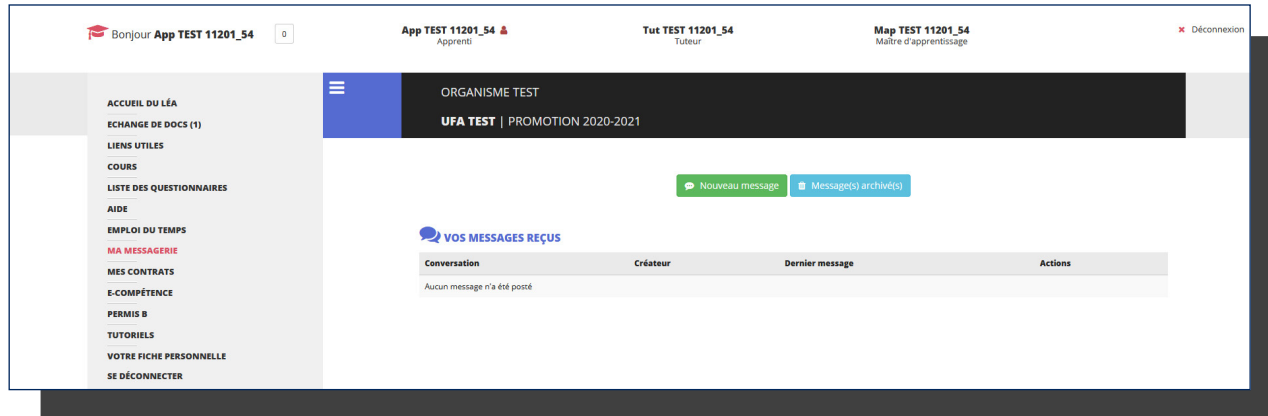 Bonjour App TEST 11201_54
0
App TEST 11201_54
Apprenti
Tut TEST 11201_54
Tuteur
Map TEST 11201_54
Maître d'apprentissage
Déconnexion
ACCUEIL DU LÉA
ECHANGE DE DOCS (1)
LIENS UTILES
COURS
LISTE DES QUESTIONNAIRES
AIDE
EMPLOI DU TEMPS
MA MESSAGERIE
MES CONTRATS
E-COMPÉTENCE
PERMIS B
TUTORIELS
VOTRE FICHE PERSONNELLE
SE DÉCONNECTER
ORGANISME TEST
UFA TEST | PROMOTION 2020-2021
Nouveau message
Message(s) archivé(s)
VOS MESSAGES REÇUS
Conversation Créateur Dernier message Actions
Aucun message n'a été posté